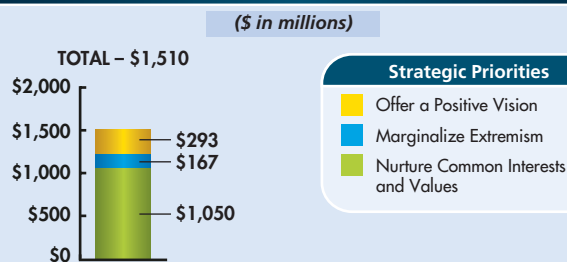 ($ in millions)
TOTAL – $1,510
$2,000
$1,500
$1,000
$500
$0
$293
$167
$1,050
Strategic Priorities
Offer a Positive Vision
Marginalize Extremism
Nurture Common Interests
and Values